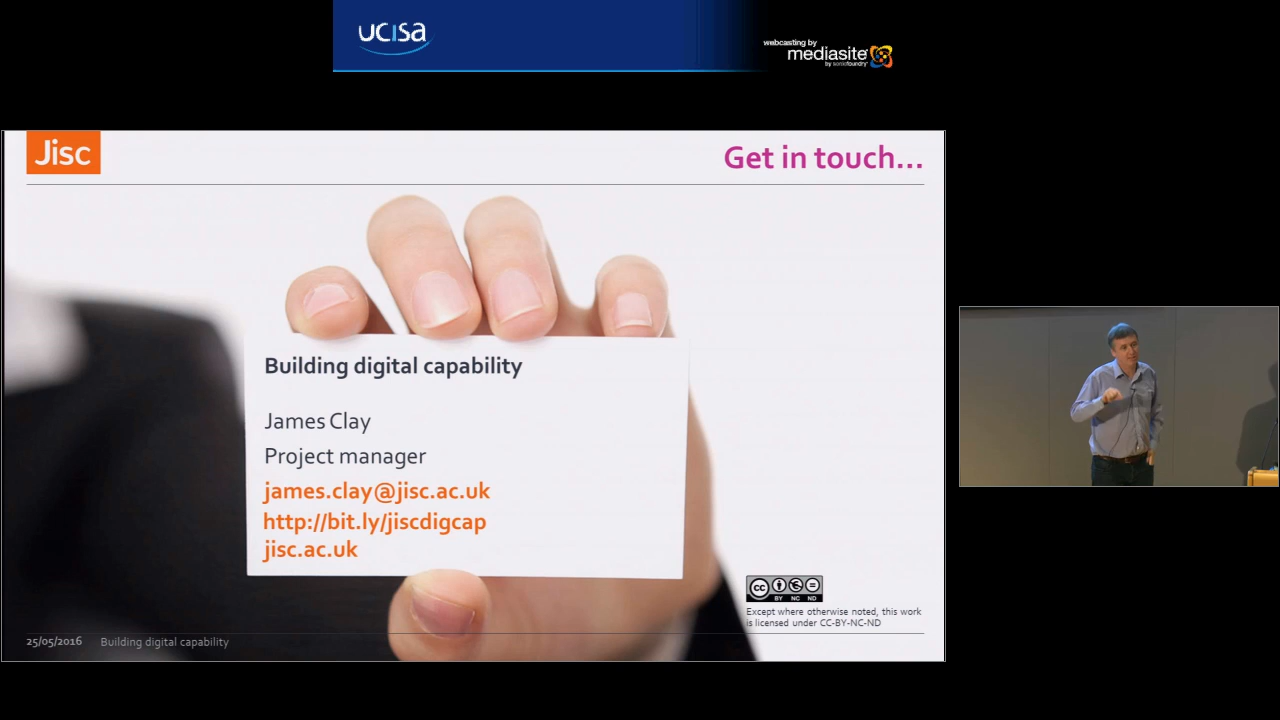 ucisa
webcasting by
mediasite
by sonicfoundry
Jisc
Get in touch...
Building digital capability
James Clay
Project manager
james.clay@jisc.ac.uk
http://bit.ly/jiscdigcap
jisc.ac.uk
cc
BY NC ND
Except where otherwise noted, this work
is licensed under CC-BY-NC-ND
25/05/2016 Building digital capability